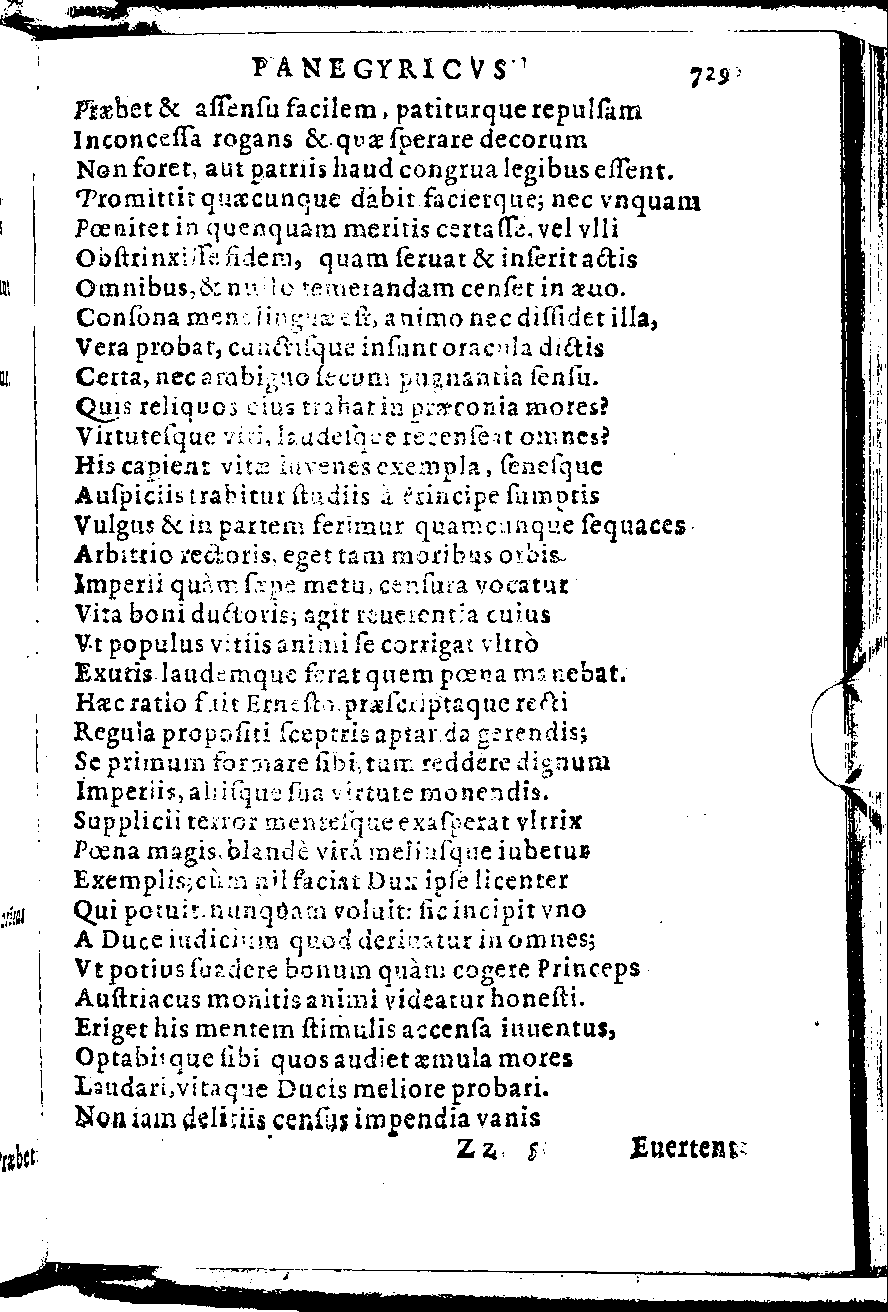 PANEGYRICVS 729
Præbet & aſſenſu facilem, patiturque repulſam
Inconceſſa rogans & quæ ſperare decorum
Non foret, aut patriis haud congrua legibus eſſent.
Promittit quæcunque dabit facietque; nec vnquam
Pœnitet in quenquam meritis certaſſe, vel vlli
Obſtrinxiſſe fidem, quam ſeruat & inſerit actis
Omnibus, & nullo temerandam cenſet in æuo.
Conſona mens linguæ eſt, animo nec diſſidet illa,
Vera probat, cunctiſque inſunt oracula dictis
Certa, nec ambiguo ſecum pugnantia ſenſu.
Quis reliquos eius trahat in præconia mores?
Virtuteſque viri, laudeſque recenſeat omnes?
His capient vitæ iuvenes exempla, ſeneſque
Auſpiciis trahitur ſtudiis à Principe ſumptis
Vulgus & in partem ferimur quamcunque ſequaces
Arbitrio rectoris, eget tam moribus orbis
Imperii quàm ſæpe metu, cenſura vocatur
Vita boni ductoris; agit reuerentia cuius
Vt populus vitiis animi ſe corrigat vltrò
Exutis laudemque ferat quem pœna manebat.
Hæc ratio fuit Erneſto, præſcriptaque recti
Regula propoſiti ſceptris aptanda gerendis;
Se primum formare ſibi, tum reddere dignum
Imperiis, aliiſque ſua virtute monendis.
Supplicii terror menteſque exaſperat vltrix
Pœna magis, blandè vitâ meliuſque iubetur
Exemplis; cùm nil faciat Dux ipſe licenter
Qui potuit, nunquam voluit: ſic incipit vno
A Duce iudicium quod deriuatur in omnes;
Vt potius ſuadere bonum quàm cogere Princeps
Auſtriacus monitis animi videatur honeſti.
Eriget his mentem ſtimulis accenſa iuuentus,
Optabitque ſibi quos audiet æmula mores
Laudari, vitaque Ducis meliore probari.
Non iam delitiis cenſus impendia vanis
Zz 5 Euertent
Præbet